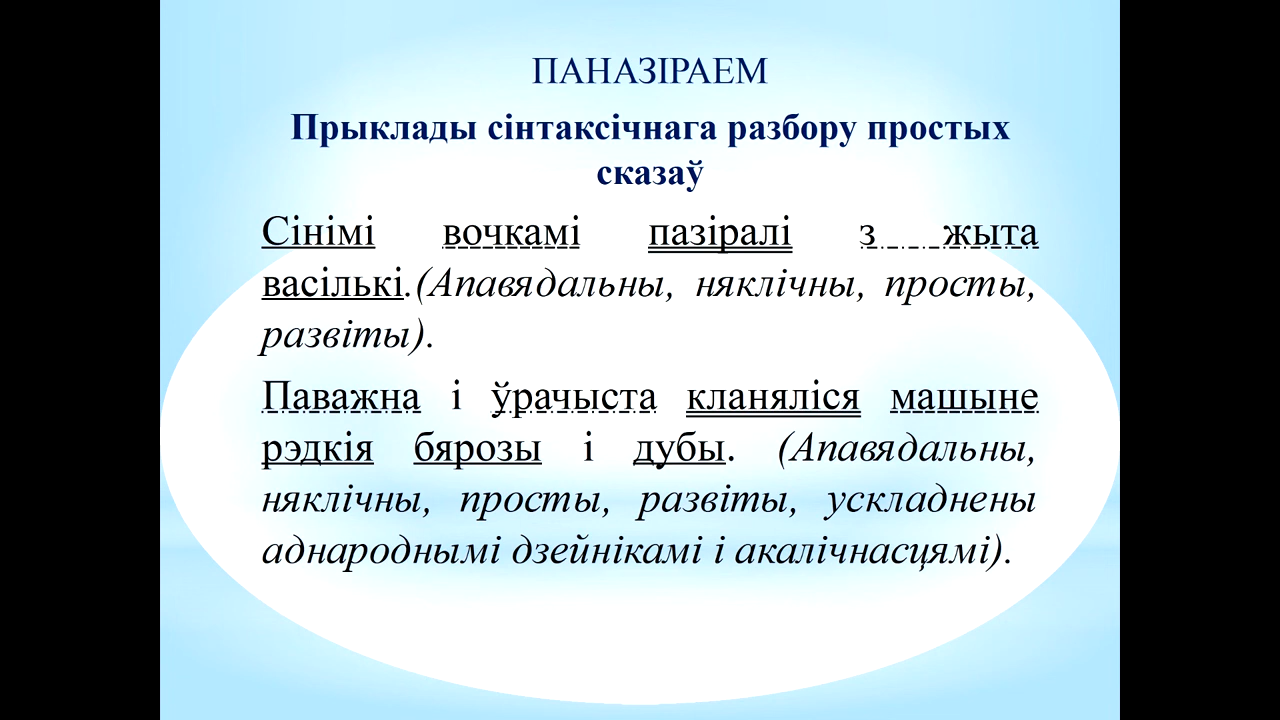 ПАНАЗІРАЕМ
Прыклады сінтаксічнага разбору простых
сказаў
Сінімі вочкамі пазіралі з жыта
васількі.(Апавядальны, няклічны, просты,
развіты).
Паважна і ўрачыста кланяліся машыне
рэдкія бярозы і дубы. (Апавядальны,
няклічны, просты, развіты, ускладнены
аднароднымі дзейнікамі і акалічнасцямі).